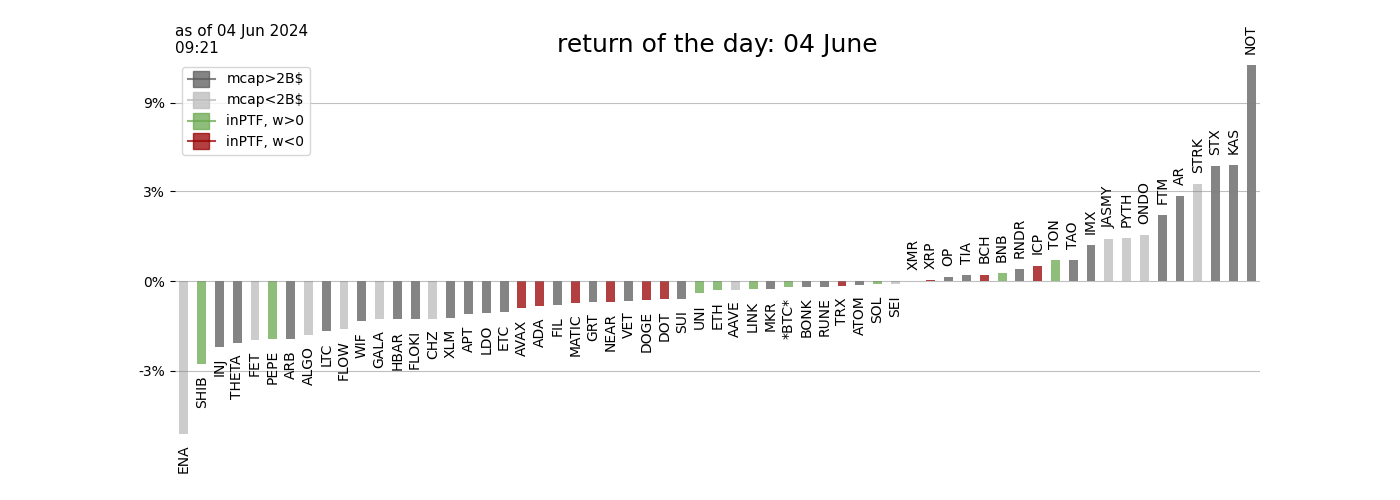 as of 04 Jun 2024
09:21
return of the day: 04 June
mcap>2B$
mcap<2B$
inPTF, w>0
inPTF, w<0
9%
3%
0%
-3%
ENA
SHIB
INJ
THETA
FET
PEPE
ARB
ALGO
LTC
FLOW
WIF
GALA
HBAR
FLOKI
CHZ
XLM
APT
LDO
ETC
AVAX
ADA
FIL
MATIC
GRT
NEAR
VET
DOGE
DOT
SUI
UNI
ETH
AAVE
LINK
MKR
*BTC*
BONK
RUNE
TRX
ATOM
SOL
SEI
XMR
XRP
OP
TIA
BCH
BNB
RNDR
ICP
TON
TAO
IMX
JASMY
PYTH
ONDO
FTM
AR
STRK
STX
KAS
NOT